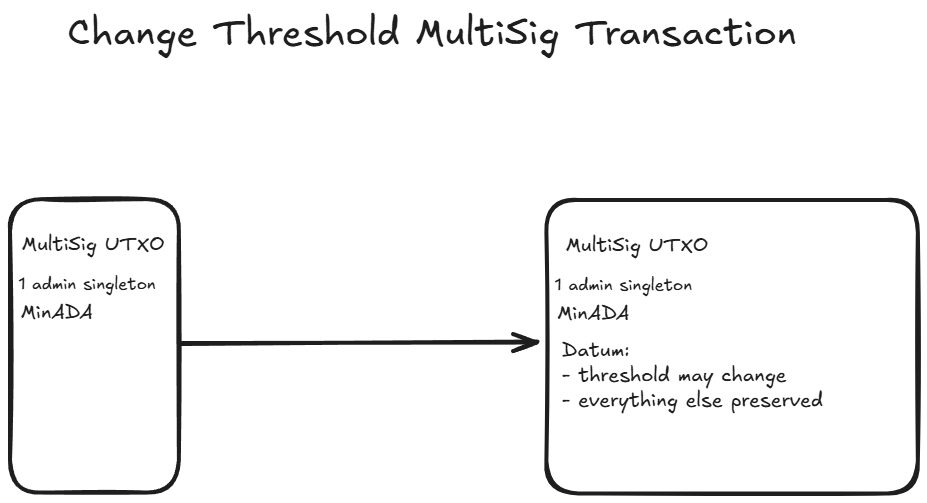 Change Threshold MultiSig Transaction
MultiSig UTXO
1 admin singleton
MinADA
MultiSig UTXO
1 admin singleton
MinADA
Datum:
- threshold may change
- everything else preserved